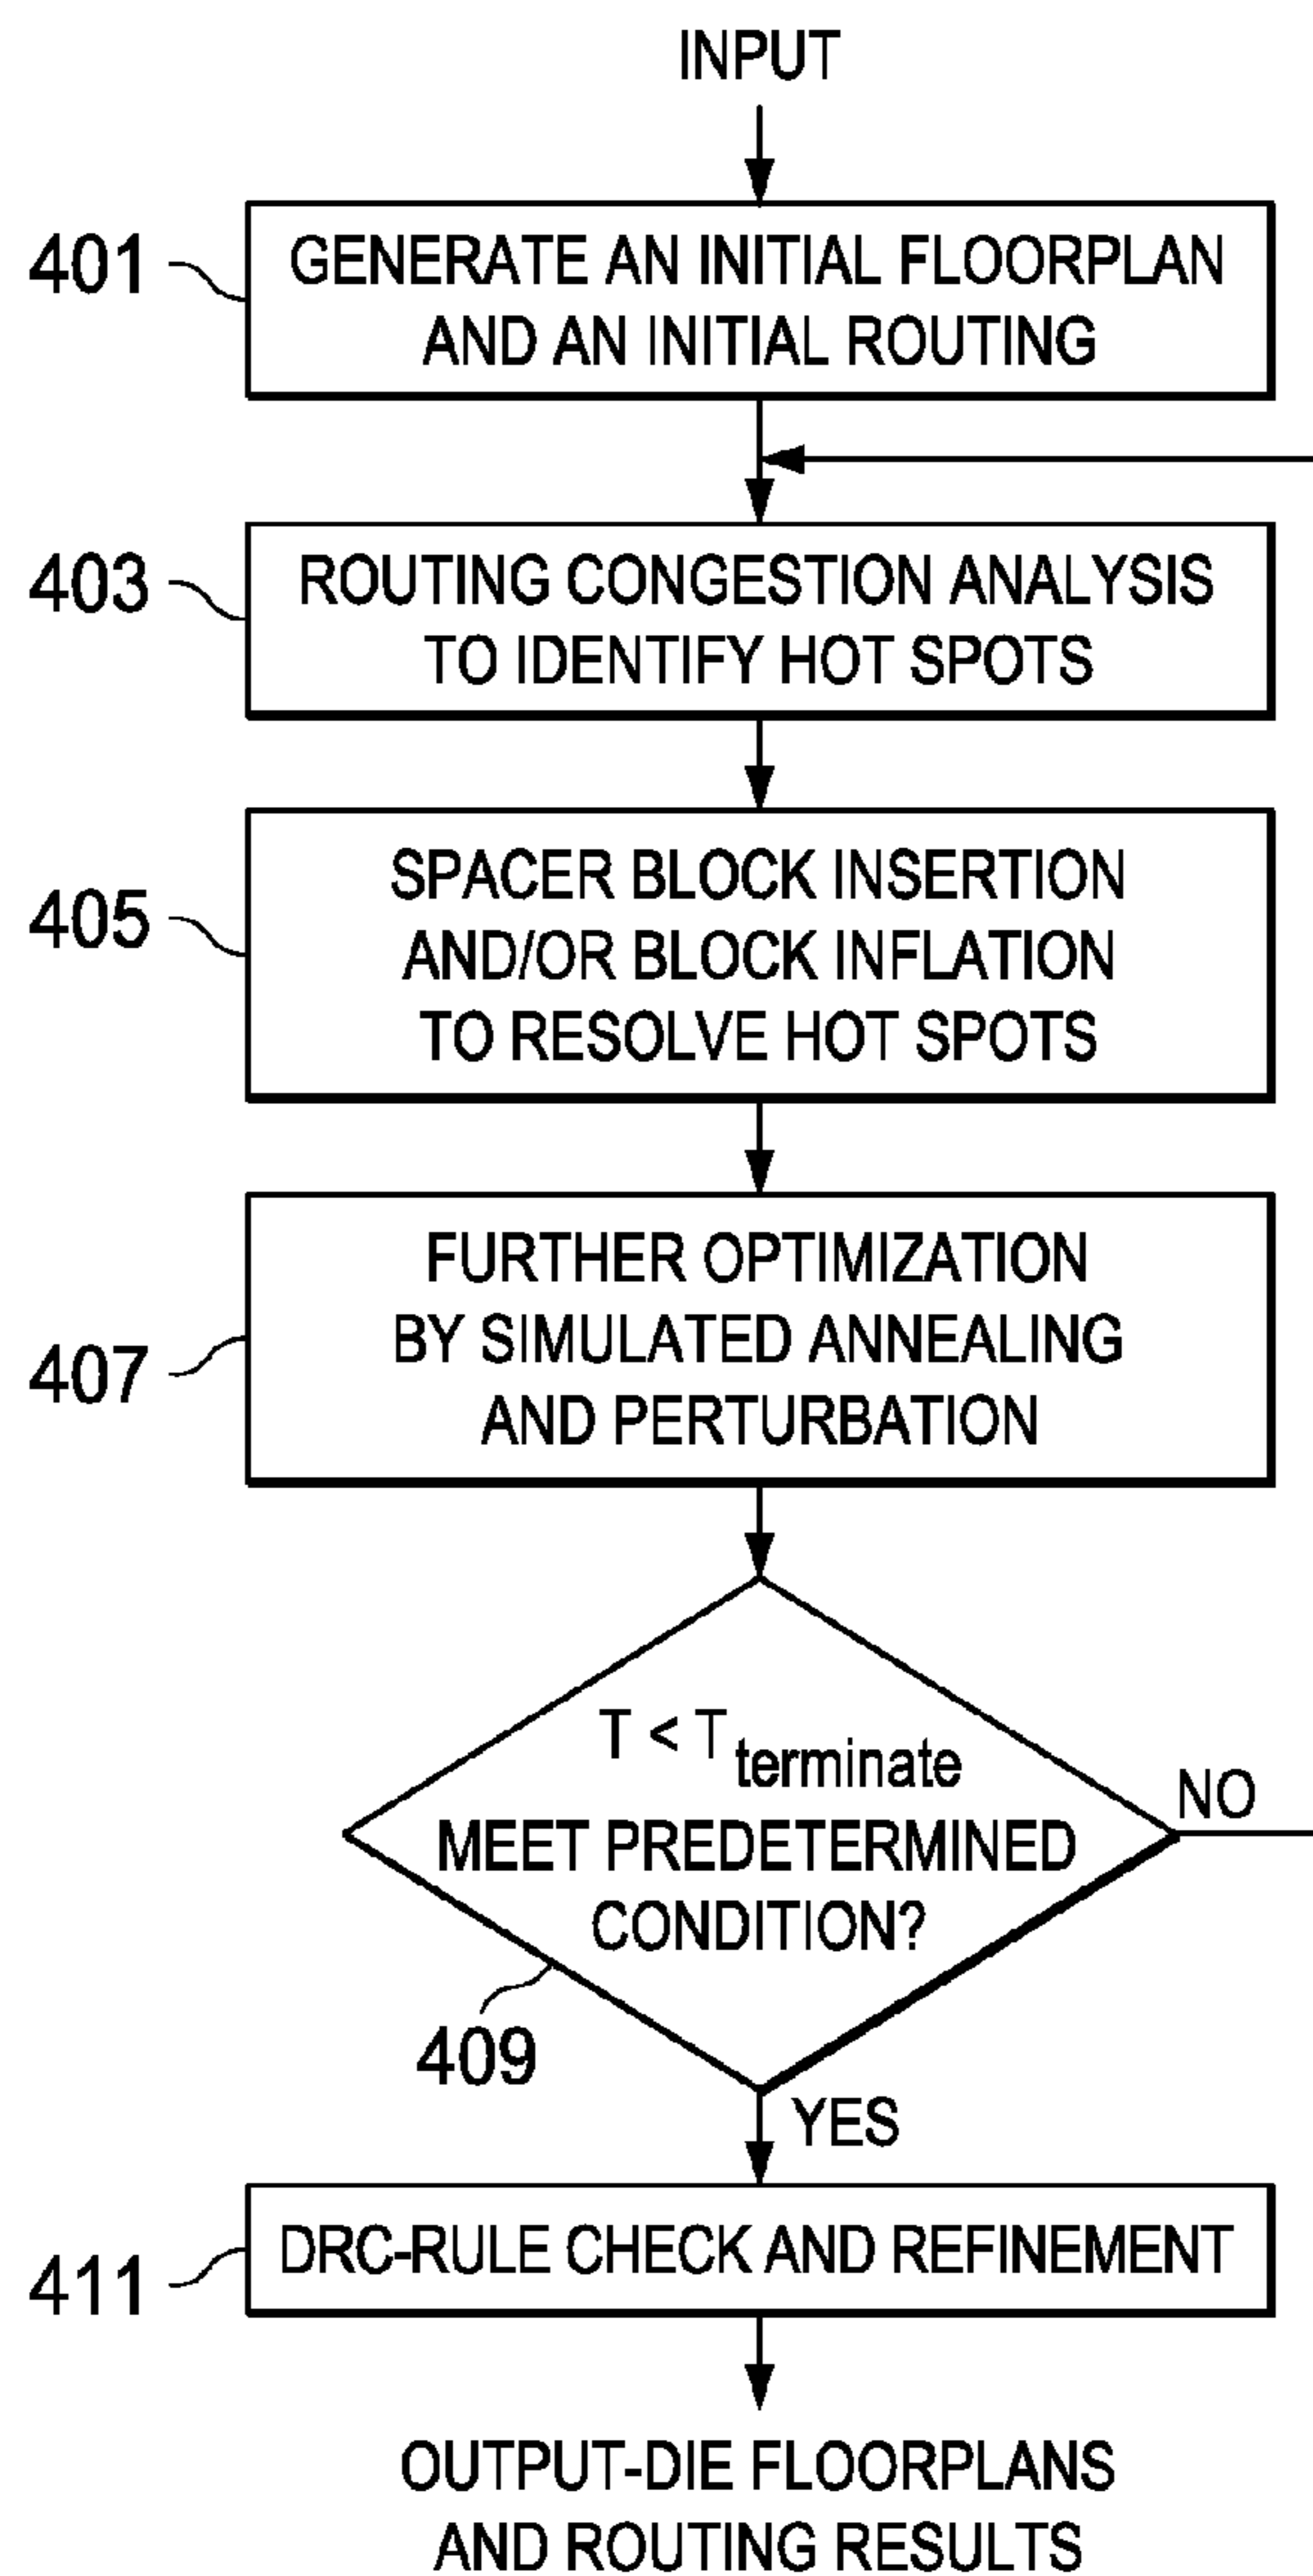 INPUT
401
GENERATE AN INITIAL FLOORPLAN
AND AN INITIAL ROUTING
403
ROUTING CONGESTION ANALYSIS
TO IDENTIFY HOT SPOTS
405
SPACER BLOCK INSERTION
AND/OR BLOCK INFLATION
TO RESOLVE HOT SPOTS
407
FURTHER OPTIMIZATION
BY SIMULATED ANNEALING
AND PERTURBATION
T < T terminate
MEET PREDETERMINED
CONDITION?
NO
409
YES
411
DRC-RULE CHECK AND REFINEMENT
OUTPUT-DIE FLOORPLANS
AND ROUTING RESULTS